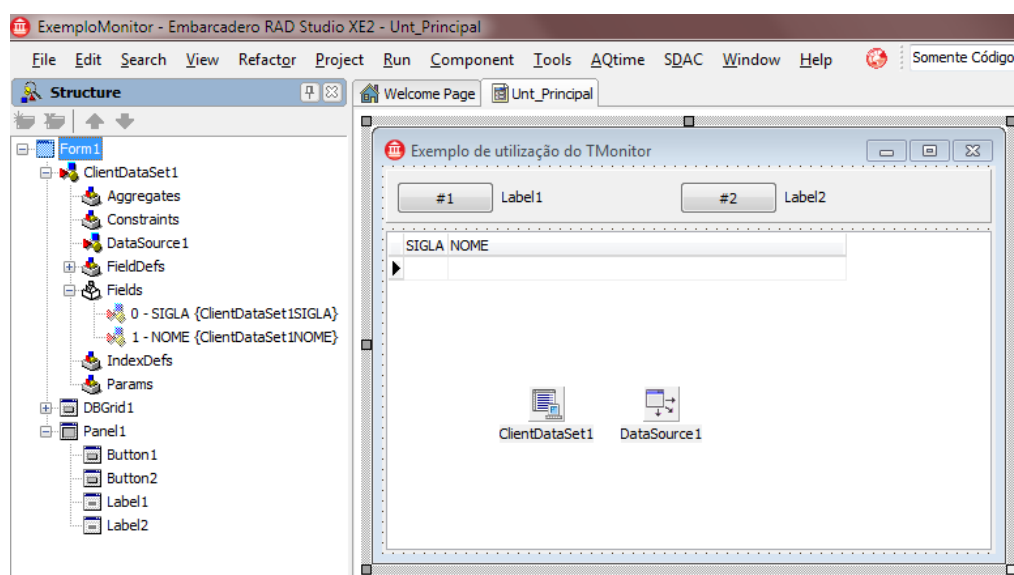 ExemploMonitor - Embarcadero RAD Studio XE2 - Unt_Principal
File Edit Search View Refactor Project Run Component Tools AQtime SDAC Window Help Somente Código
Structure
Welcome Page Unt_Principal
Form1
ClientDataSet1
Aggregates
Constraints
DataSource1
FieldDefs
Fields
0 - SIGLA {ClientDataSet1SIGLA}
1 - NOME {ClientDataSet1NOME}
IndexDefs
Params
DBGrid1
Panel1
Button1
Button2
Label1
Label2
Exemplo de utilização do TMonitor
#1 Label1 #2 Label2
SIGLA NOME
ClientDataSet1 DataSource1